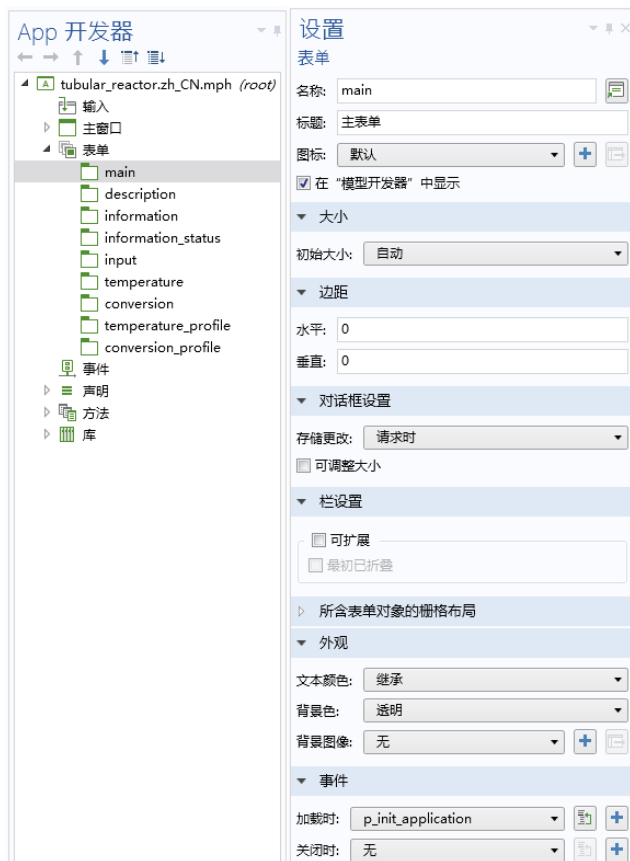 App 开发器
tubular_reactor.zh_CN.mph (root)
输入
主窗口
表单
main
description
information
information_status
input
temperature
conversion
temperature_profile
conversion_profile
事件
声明
方法
库
设置
表单
名称: main
标题: 主表单
图标: 默认
在 "模型开发器" 中显示
大小
初始大小: 自动
边距
水平: 0
垂直: 0
对话框设置
存储更改: 请求时
可调整大小
栏设置
可扩展
最初已折叠
所含表单对象的栅格布局
外观
文本颜色: 继承
背景色: 透明
背景图像: 无
事件
加载时: p_init_application
关闭时: 无